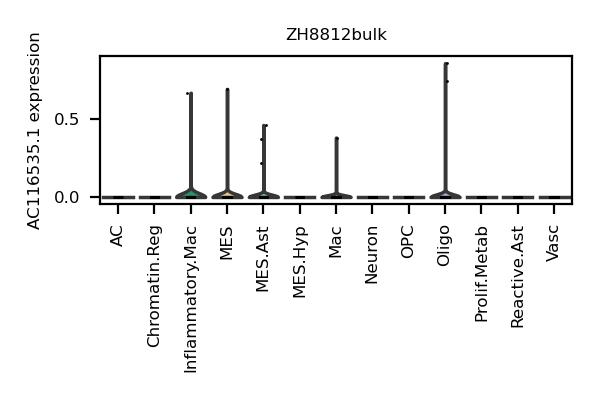 ZH8812bulk
AC116535.1 expression
0.5
0.0
AC
Chromatin.Reg
Inflammatory.Mac
MES
MES.Ast
MES.Hyp
Mac
Neuron
OPC
Oligo
Prolif.Metab
Reactive.Ast
Vasc